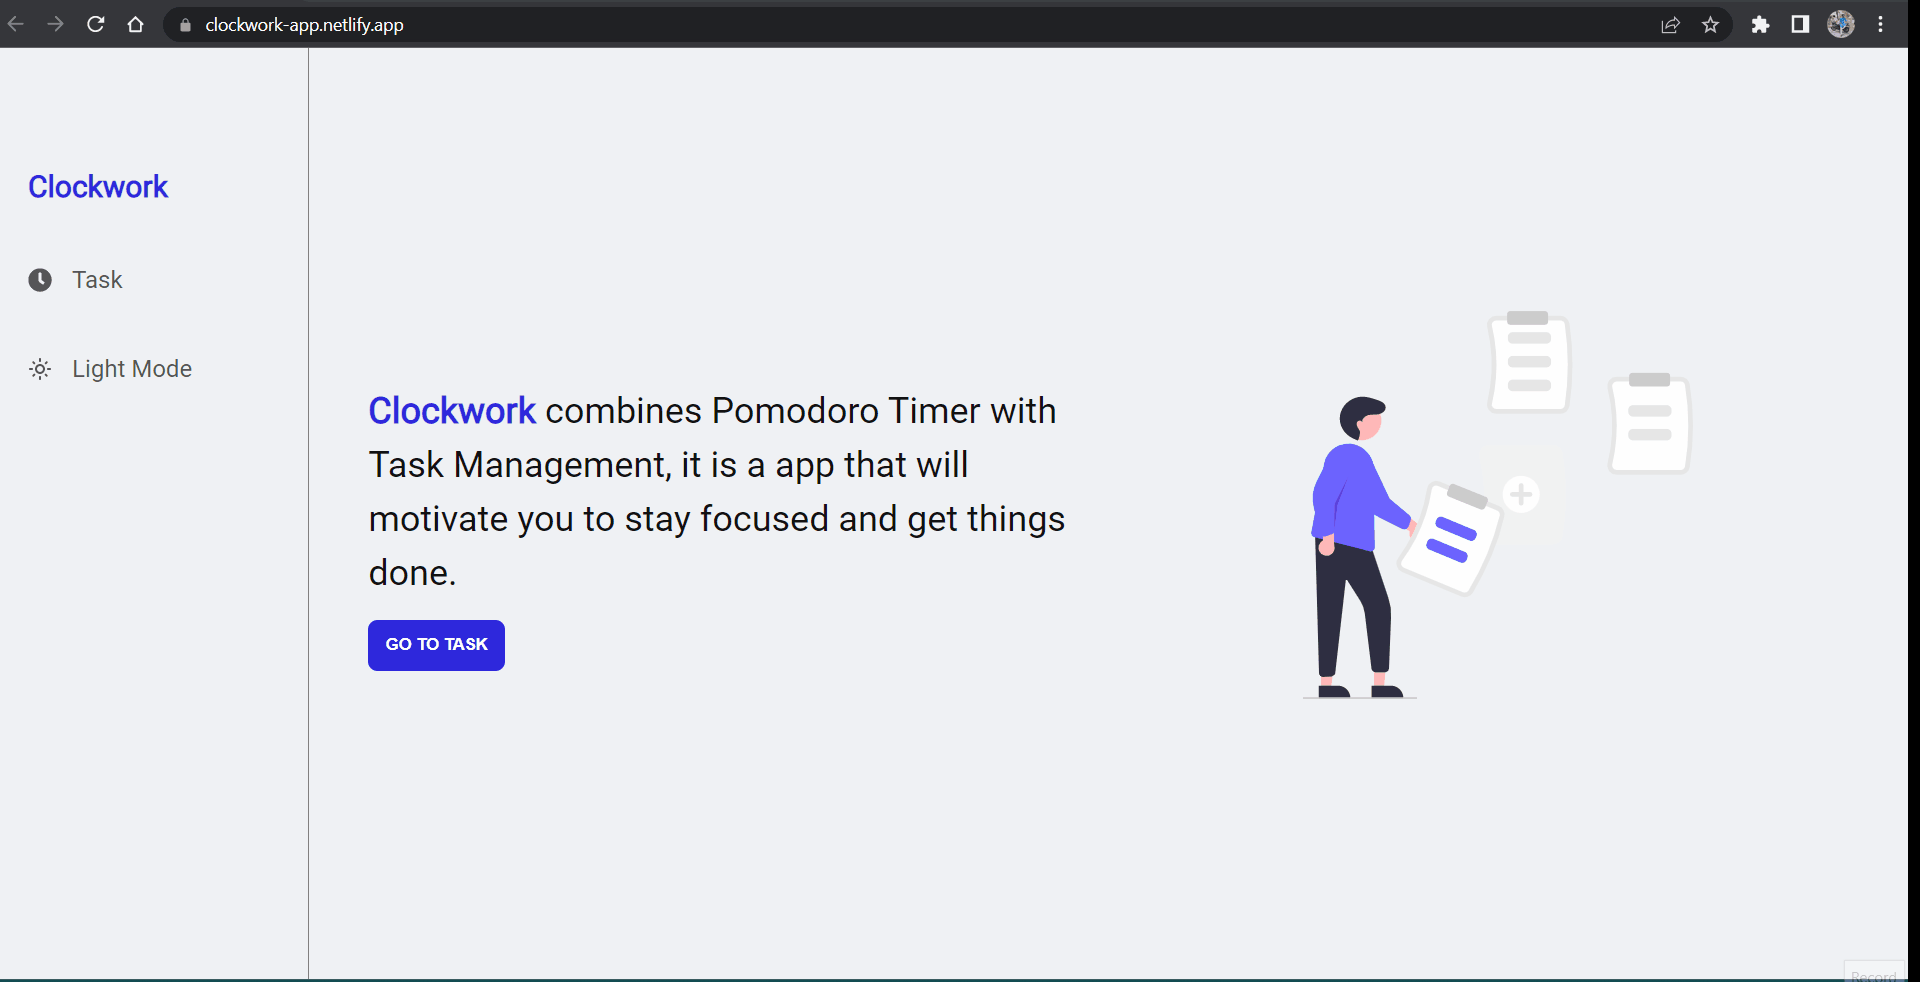 clockwork-app.netlify.app
Clockwork
Task
Light Mode
Clockwork combines Pomodoro Timer with
Task Management, it is a app that will
motivate you to stay focused and get things
done.
GO TO TASK
Record